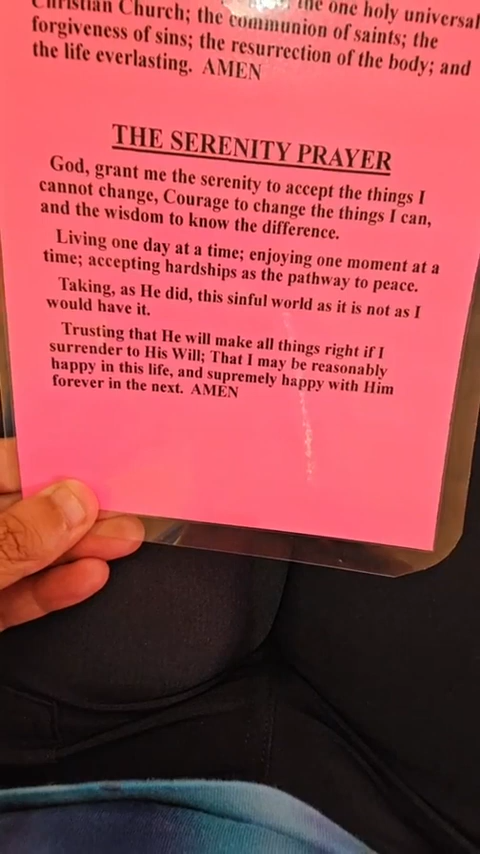 Christian Church; the communion of saints; the one holy universal
forgiveness of sins; the resurrection of the body; and
the life everlasting. AMEN
THE SERENITY PRAYER
God, grant me the serenity to accept the things I
cannot change, Courage to change the things I can,
and the wisdom to know the difference.
Living one day at a time; enjoying one moment at a
time; accepting hardships as the pathway to peace.
Taking, as He did, this sinful world as it is not as I
would have it.
Trusting that He will make all things right if I
surrender to His Will; That I may be reasonably
happy in this life, and supremely happy with Him
forever in the next. AMEN